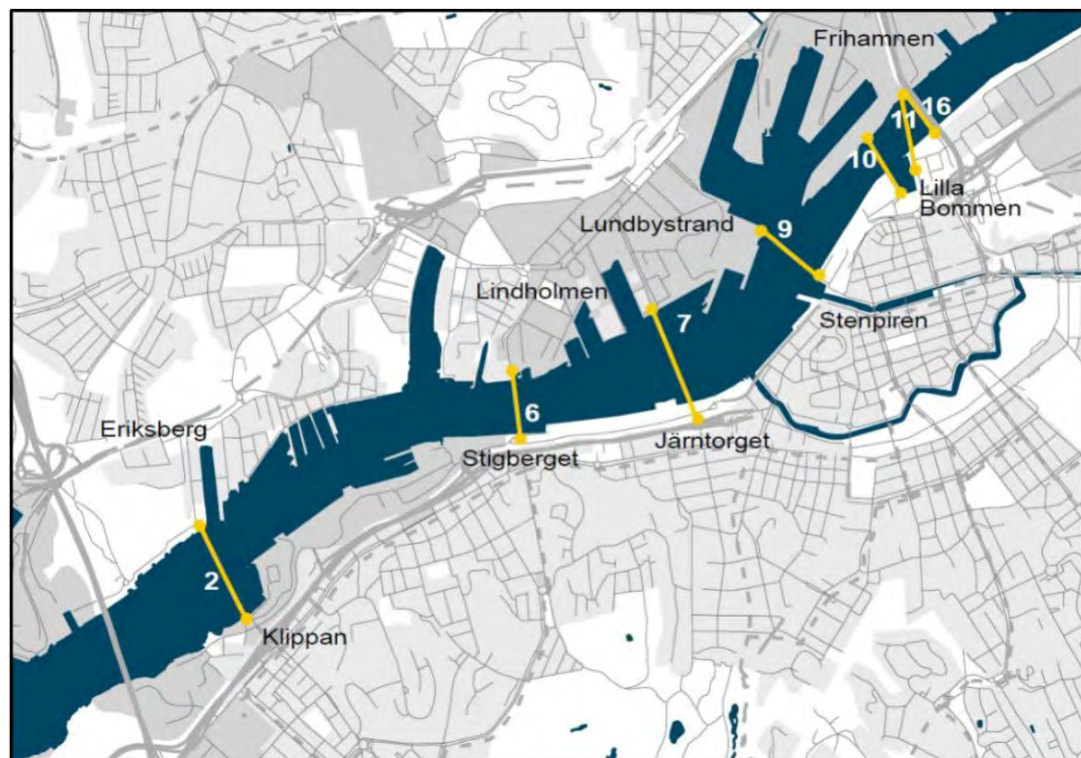 Frihamnen
11
16
10
Lilla
Bommen
Lundbystrand
9
Lindholmen
Stenpiren
7
6
Eriksberg
Järntorget
Stigberget
2
Klippan